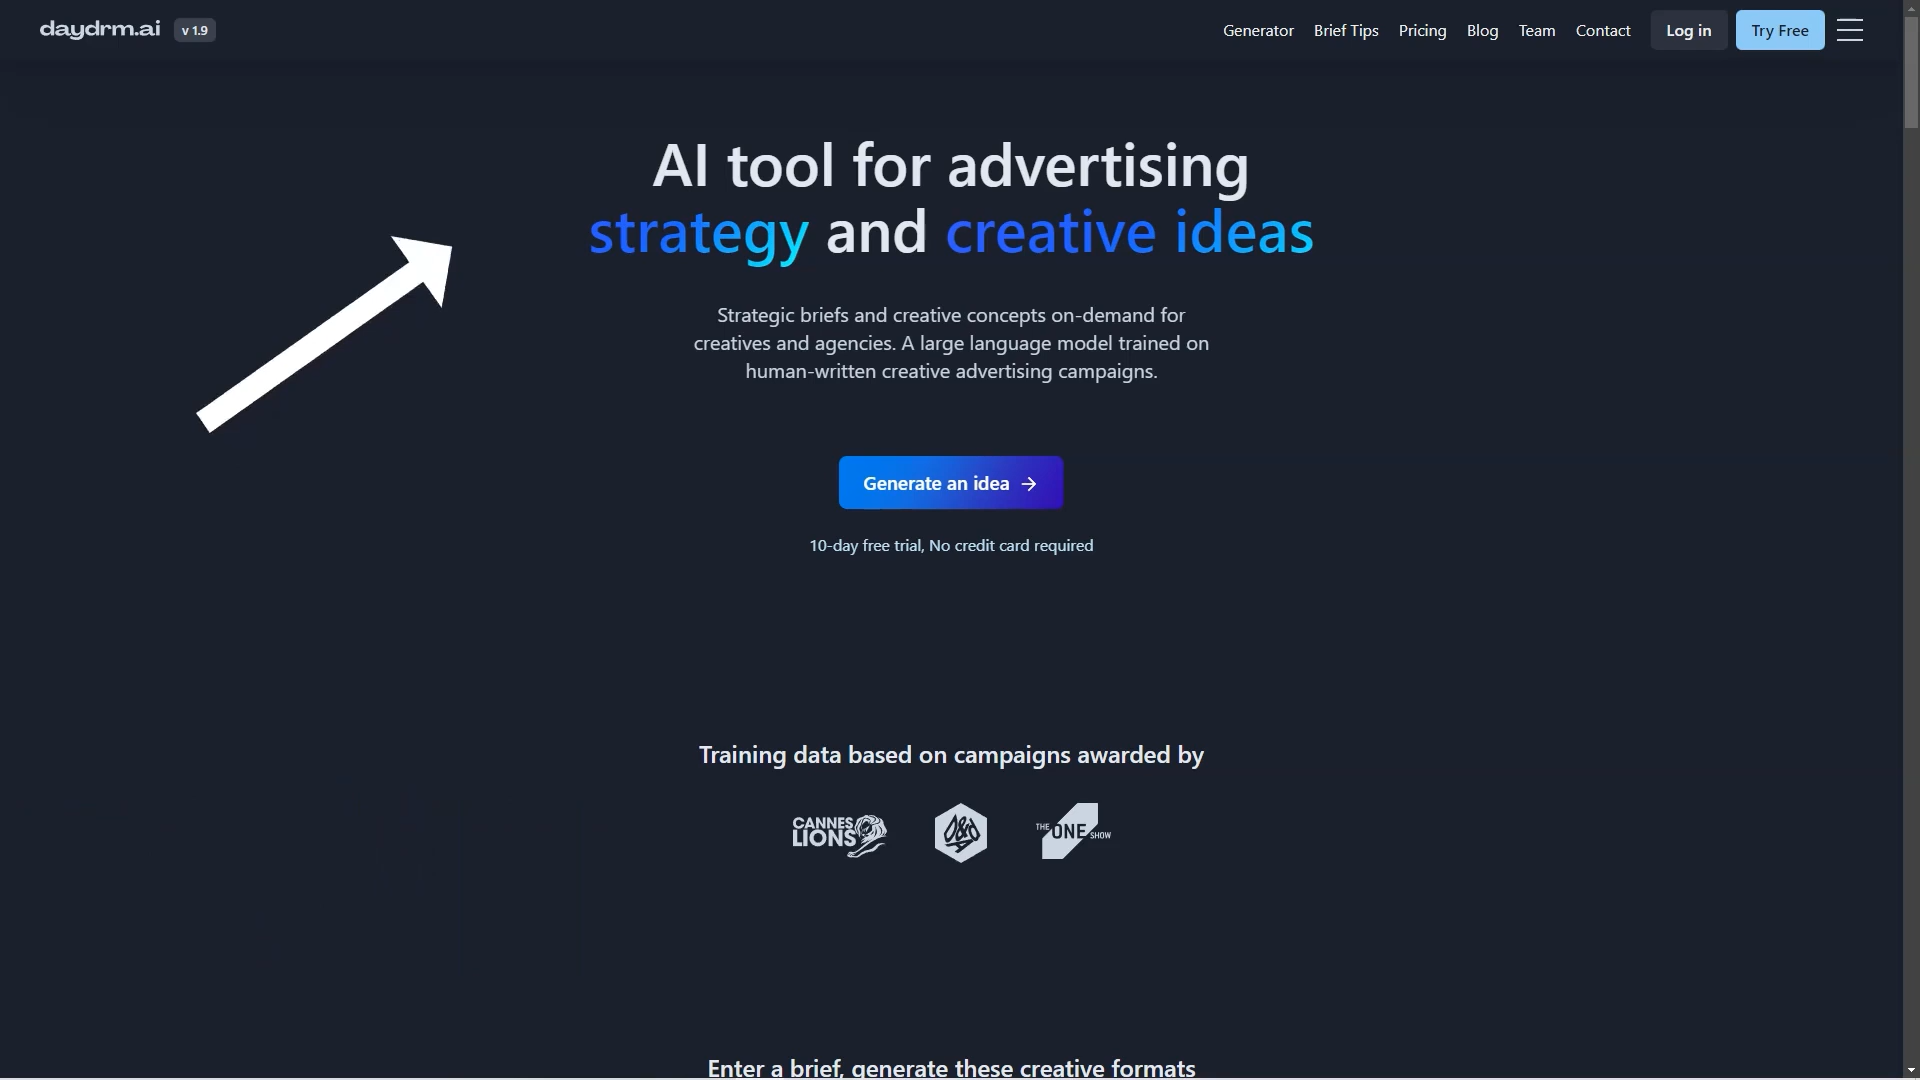 daydrm.ai
v 1.9
Generator
Brief Tips
Pricing
Blog
Team
Contact
Log in
Try Free
AI tool for advertising
strategy and creative ideas
Strategic briefs and creative concepts on-demand for
creatives and agencies. A large language model trained on
human-written creative advertising campaigns.
Generate an idea →
10-day free trial, No credit card required
Training data based on campaigns awarded by
CANNES
LIONS
D&AD
THE ONE SHOW
Enter a brief, generate these creative formats